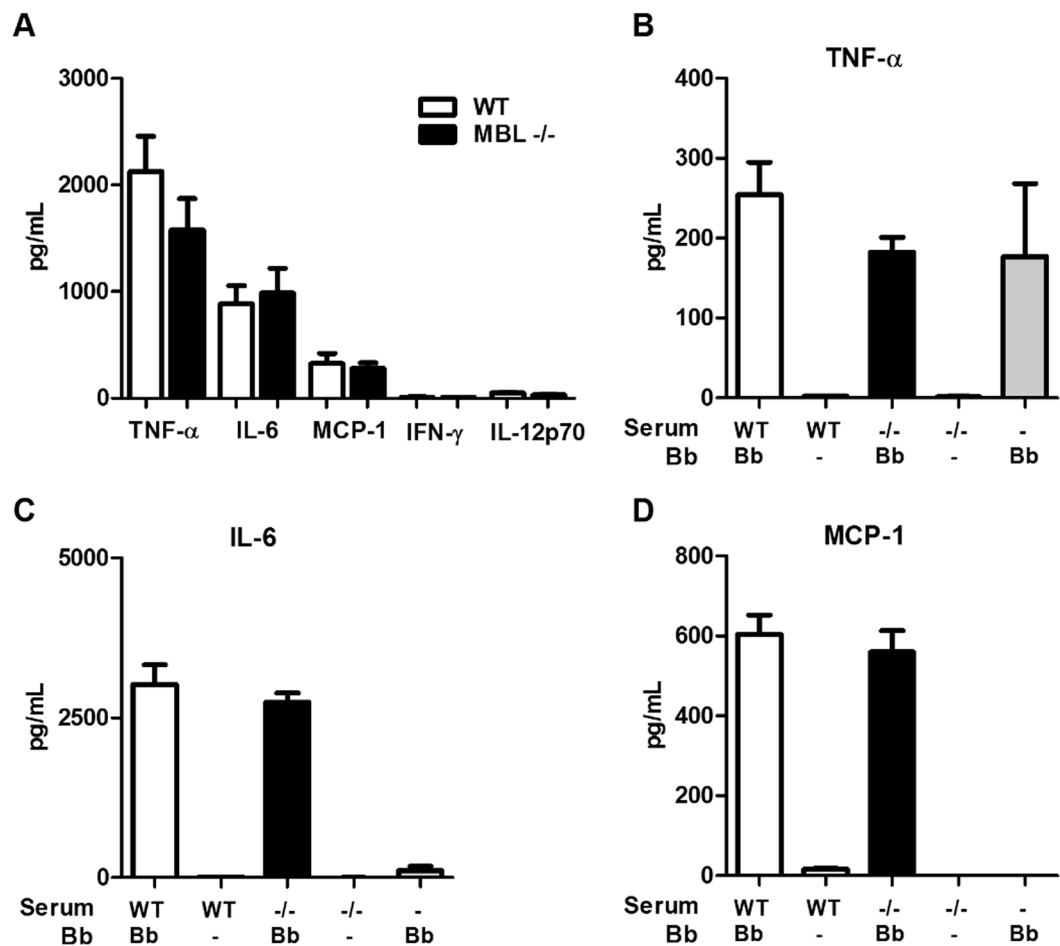 A
3000
2000
1000
0
pg/mL
WT
MBL -/-
TNF-α IL-6 MCP-1 IFN-γ IL-12p70
B
TNF-α
400
300
200
100
0
pg/mL
Serum WT WT -/- -/- -
Bb Bb - Bb - Bb
C
IL-6
5000
2500
0
pg/mL
Serum WT WT -/- -/- -
Bb Bb - Bb - Bb
D
MCP-1
800
600
400
200
0
pg/mL
Serum WT WT -/- -/- -
Bb Bb - Bb - Bb